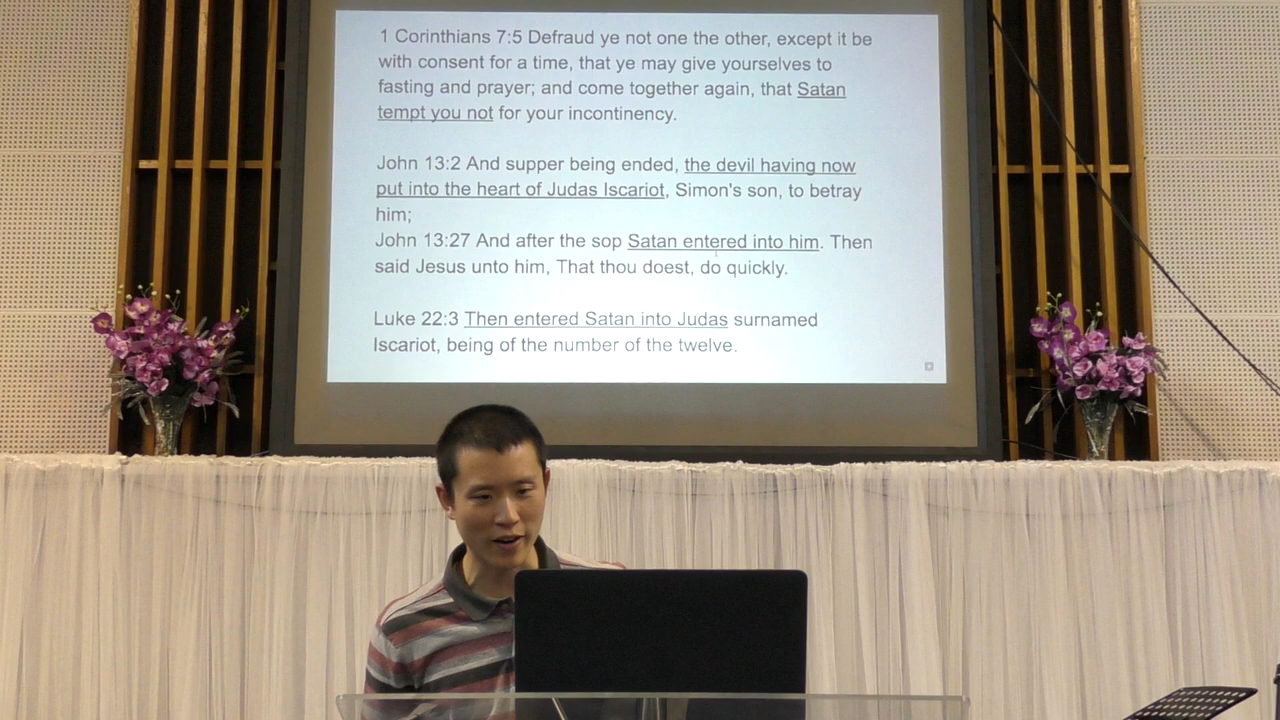 1 Corinthians 7:5 Defraud ye not one the other, except it be
with consent for a time, that ye may give yourselves to
fasting and prayer; and come together again, that Satan
tempt you not for your incontinency.
John 13:2 And supper being ended, the devil having now
put into the heart of Judas Iscariot, Simon's son, to betray
him;
John 13:27 And after the sop Satan entered into him. Then
said Jesus unto him, That thou doest, do quickly.
Luke 22:3 Then entered Satan into Judas surnamed
Iscariot, being of the number of the twelve.